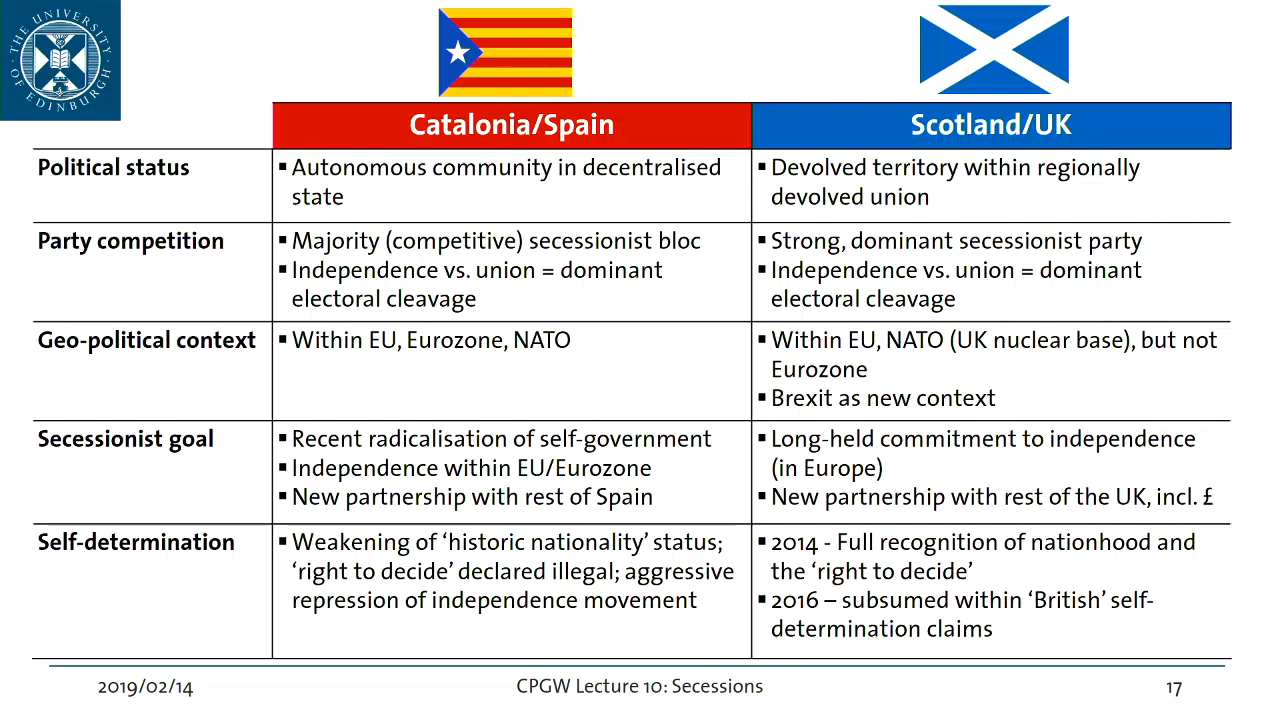 THE UNIVERSITY OF EDINBURGH
Catalonia/Spain
Scotland/UK
Political status
▪ Autonomous community in decentralised
state
▪ Devolved territory within regionally
devolved union
Party competition
▪ Majority (competitive) secessionist bloc
▪ Independence vs. union = dominant
electoral cleavage
▪ Strong, dominant secessionist party
▪ Independence vs. union = dominant
electoral cleavage
Geo-political context
▪ Within EU, Eurozone, NATO
▪ Within EU, NATO (UK nuclear base), but not
Eurozone
▪ Brexit as new context
Secessionist goal
▪ Recent radicalisation of self-government
▪ Independence within EU/Eurozone
▪ New partnership with rest of Spain
▪ Long-held commitment to independence
(in Europe)
▪ New partnership with rest of the UK, incl. £
Self-determination
▪ Weakening of ‘historic nationality’ status;
‘right to decide’ declared illegal; aggressive
repression of independence movement
▪ 2014 - Full recognition of nationhood and
the ‘right to decide’
▪ 2016 – subsumed within ‘British’ self-
determination claims
2019/02/14
CPGW Lecture 10: Secessions
17